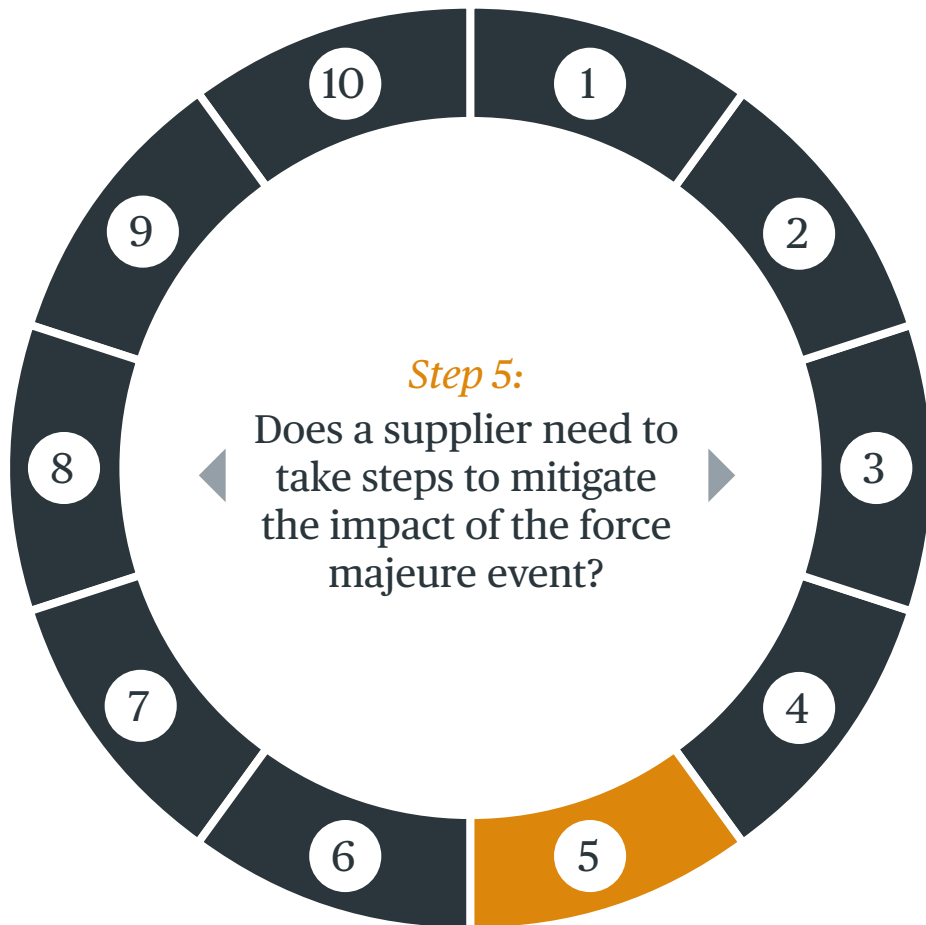 10
1
9
2
Step 5:
Does a supplier need to
take steps to mitigate
the impact of the force
majeure event?
8
3
7
4
6
5